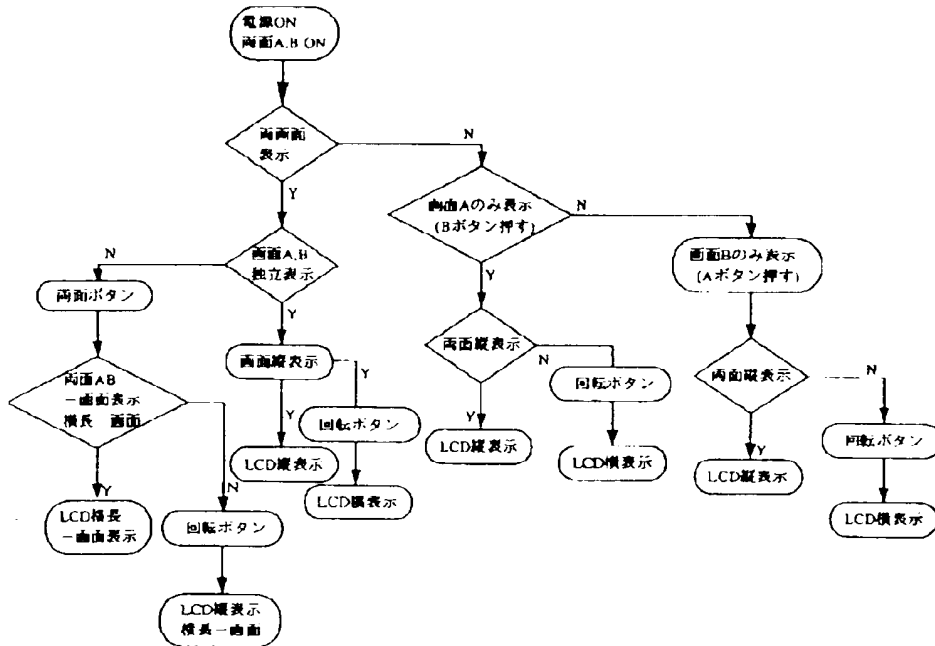 電源ON
両面A,B ON
両画面
表示
N
Y
画面Aのみ表示
(Bボタン押す)
N
Y
画面A,B
独立表示
N
Y
画面Bのみ表示
(Aボタン押す)
両面ボタン
両面縦表示
N
Y
画面縦表示
Y
Y
両面縦表示
N
Y
両面AB
一画面表示
横長一画面
N
Y
回転ボタン
回転ボタン
回転ボタン
LCD縦表示
LCD縦表示
LCD横表示
LCD縦表示
LCD横表示
LCD横長
一画面表示
回転ボタン
LCD横表示
LCD縦表示
横長一画面